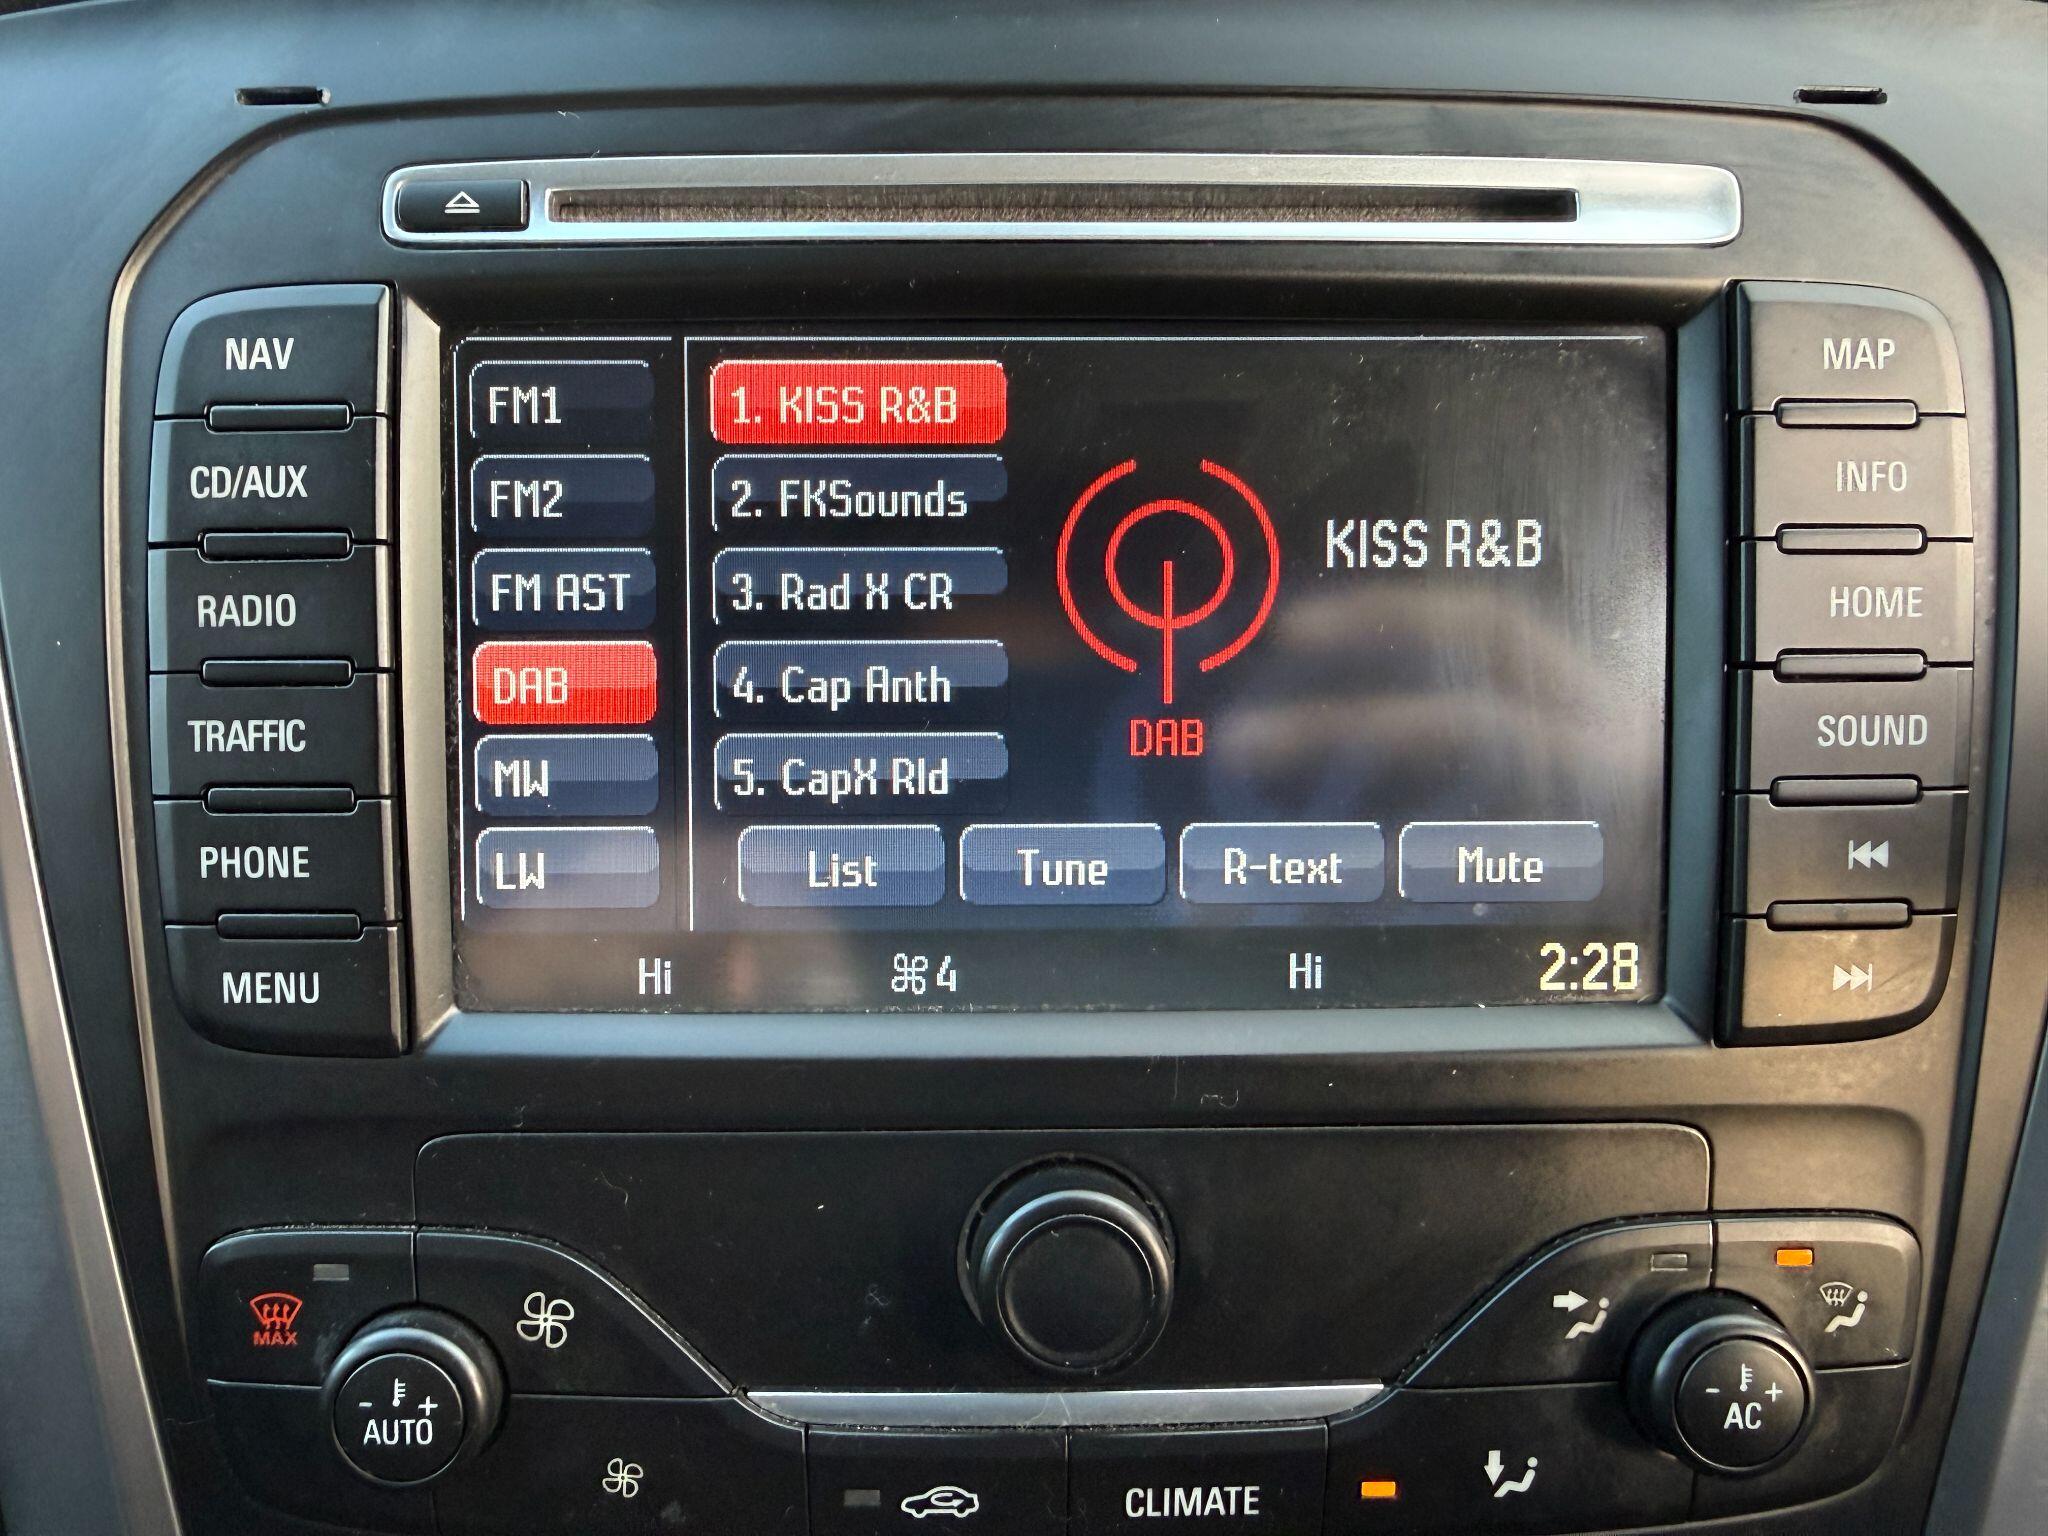 NAV
CD/AUX
RADIO
TRAFFIC
PHONE
MENU
FM1
FM2
FM AST
DAB
MW
LW
1. KISS R&B
2. FKSounds
3. Rad X CR
4. Cap Anth
5. CapX Rld
DAB
KISS R&B
List Tune R-text Mute
Hi 4 Hi 2:28
MAP
INFO
HOME
SOUND
MAX
- +
AUTO
- +
AC
CLIMATE